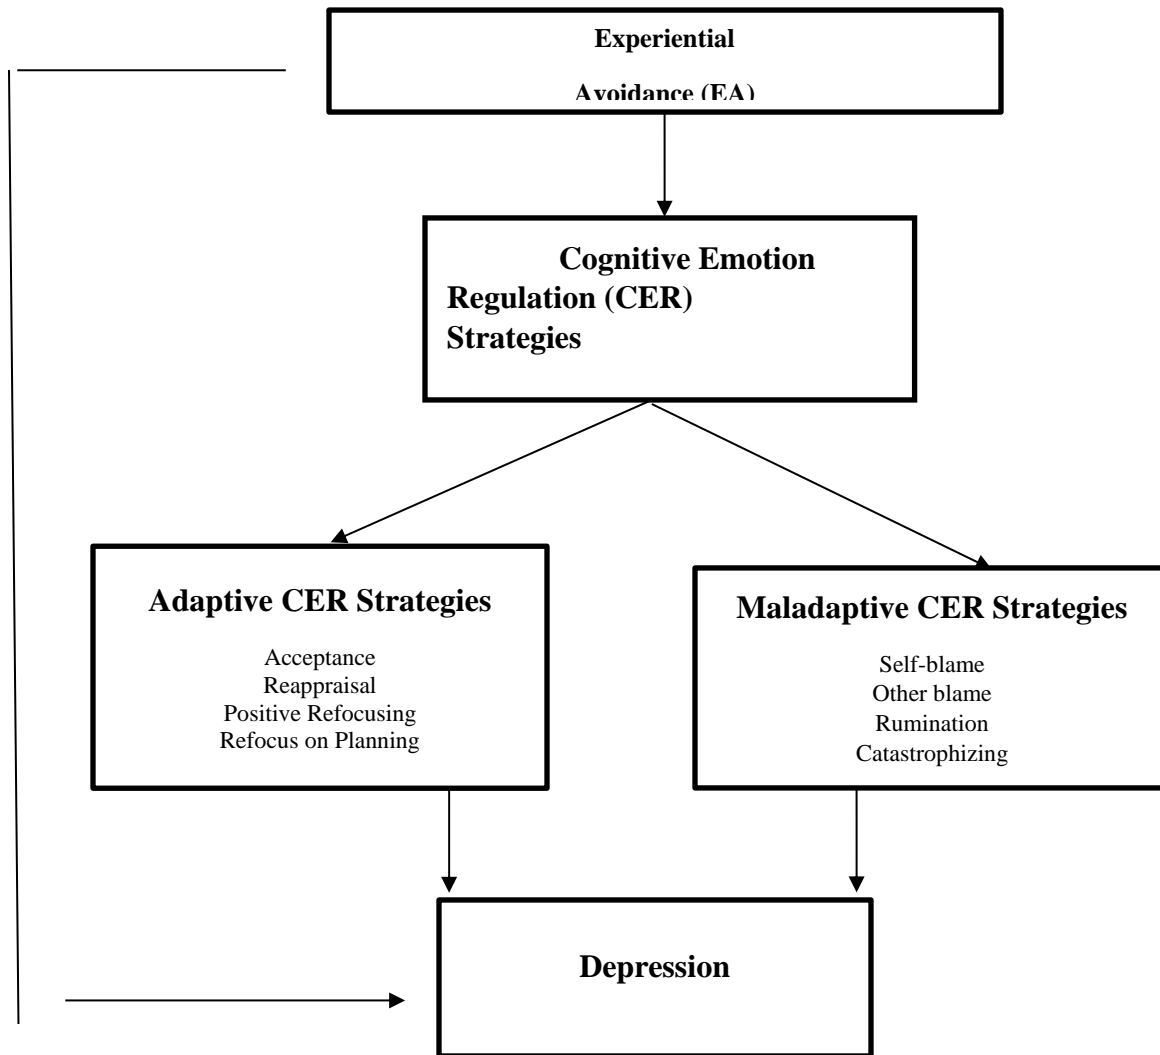 Experiential
Avoidance (EA)
Cognitive Emotion
Regulation (CER)
Strategies
Adaptive CER Strategies
Acceptance
Reappraisal
Positive Refocusing
Refocus on Planning
Maladaptive CER Strategies
Self-blame
Other blame
Rumination
Catastrophizing
Depression